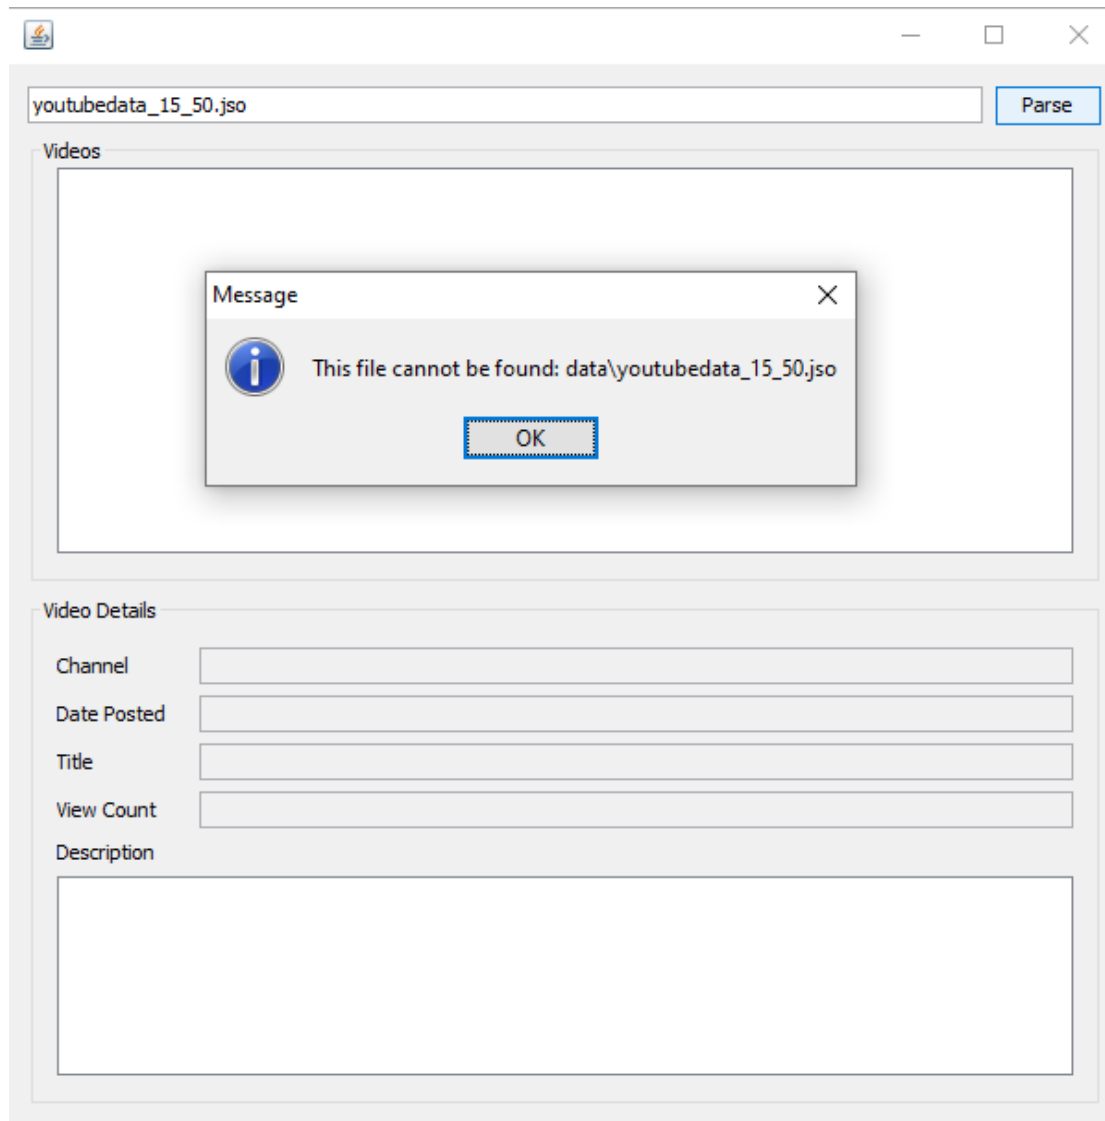 youtubedata_15_50.jso
Parse
Videos
Message
This file cannot be found: data\youtubedata_15_50.jso
OK
Video Details
Channel
Date Posted
Title
View Count
Description